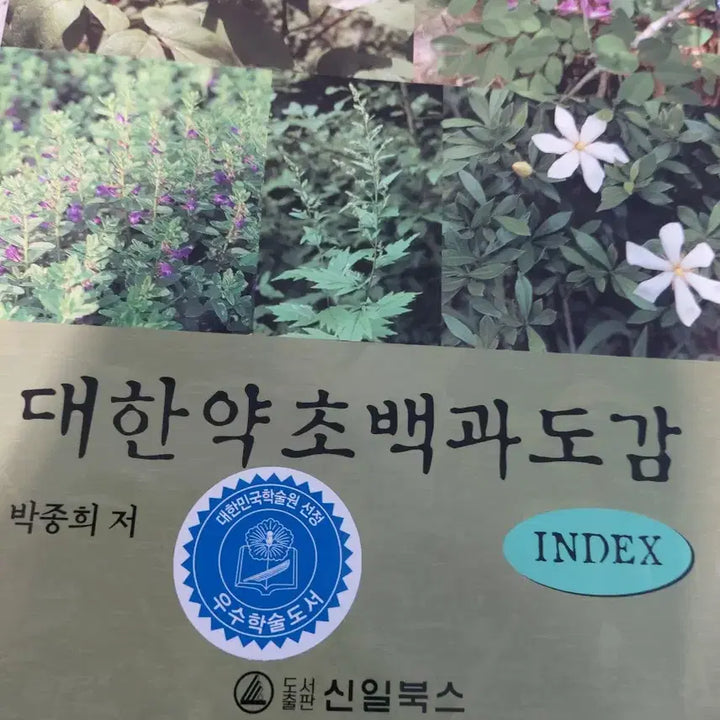 대한약초백과도감
박종희 저
INDEX
대한민국학술원 선정
우수학술도서
도서출판 신일북스